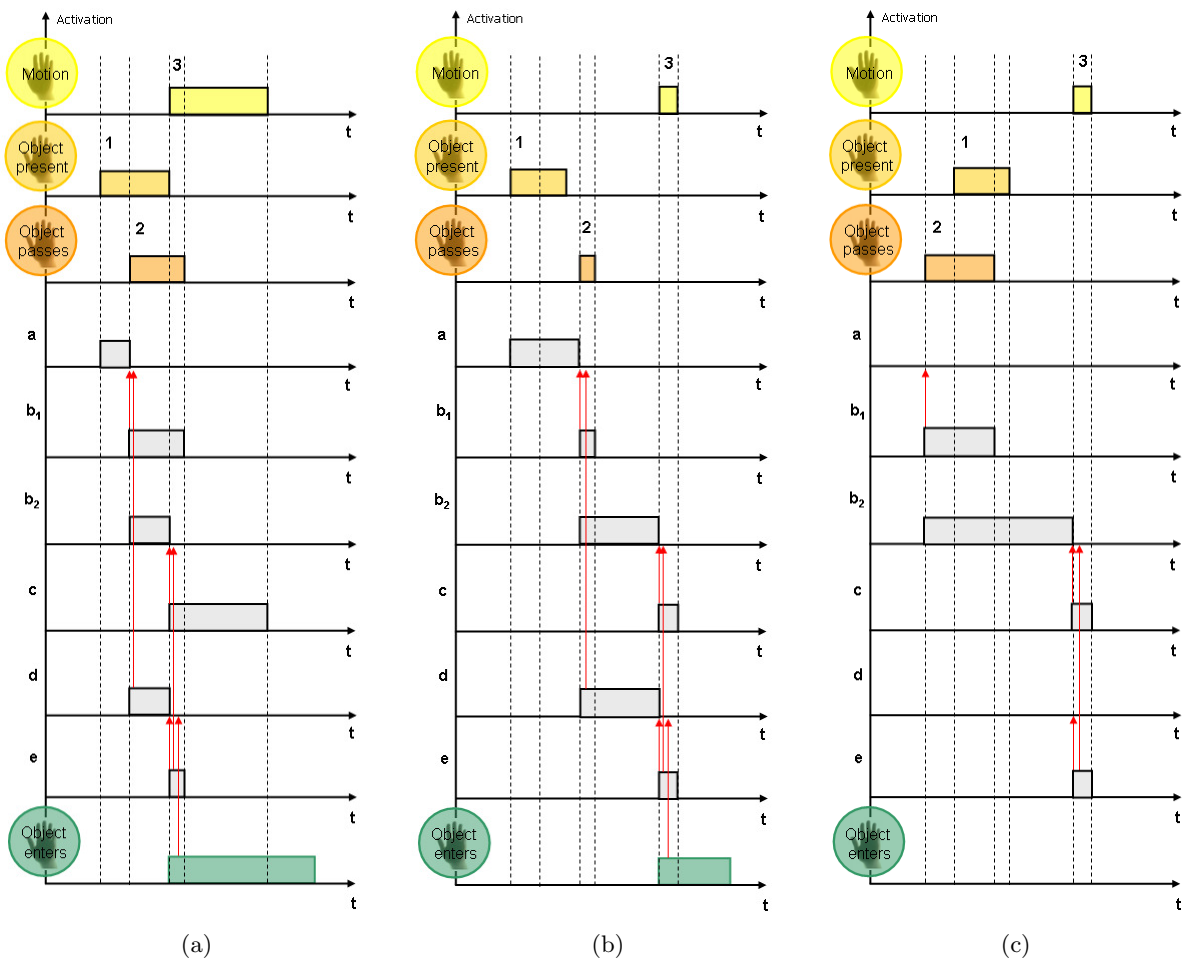 Activation
3
Motion
t
1
Object
present
t
2
Object
passes
t
a
t
b1
t
b2
t
c
t
d
t
e
t
Object
enters
t
(a)
Activation
3
Motion
t
1
Object
present
t
2
Object
passes
t
a
t
b1
t
b2
t
c
t
d
t
e
t
Object
enters
t
(b)
Activation
3
Motion
t
1
Object
present
t
2
Object
passes
t
a
t
b1
t
b2
t
c
t
d
t
e
t
Object
enters
t
(c)